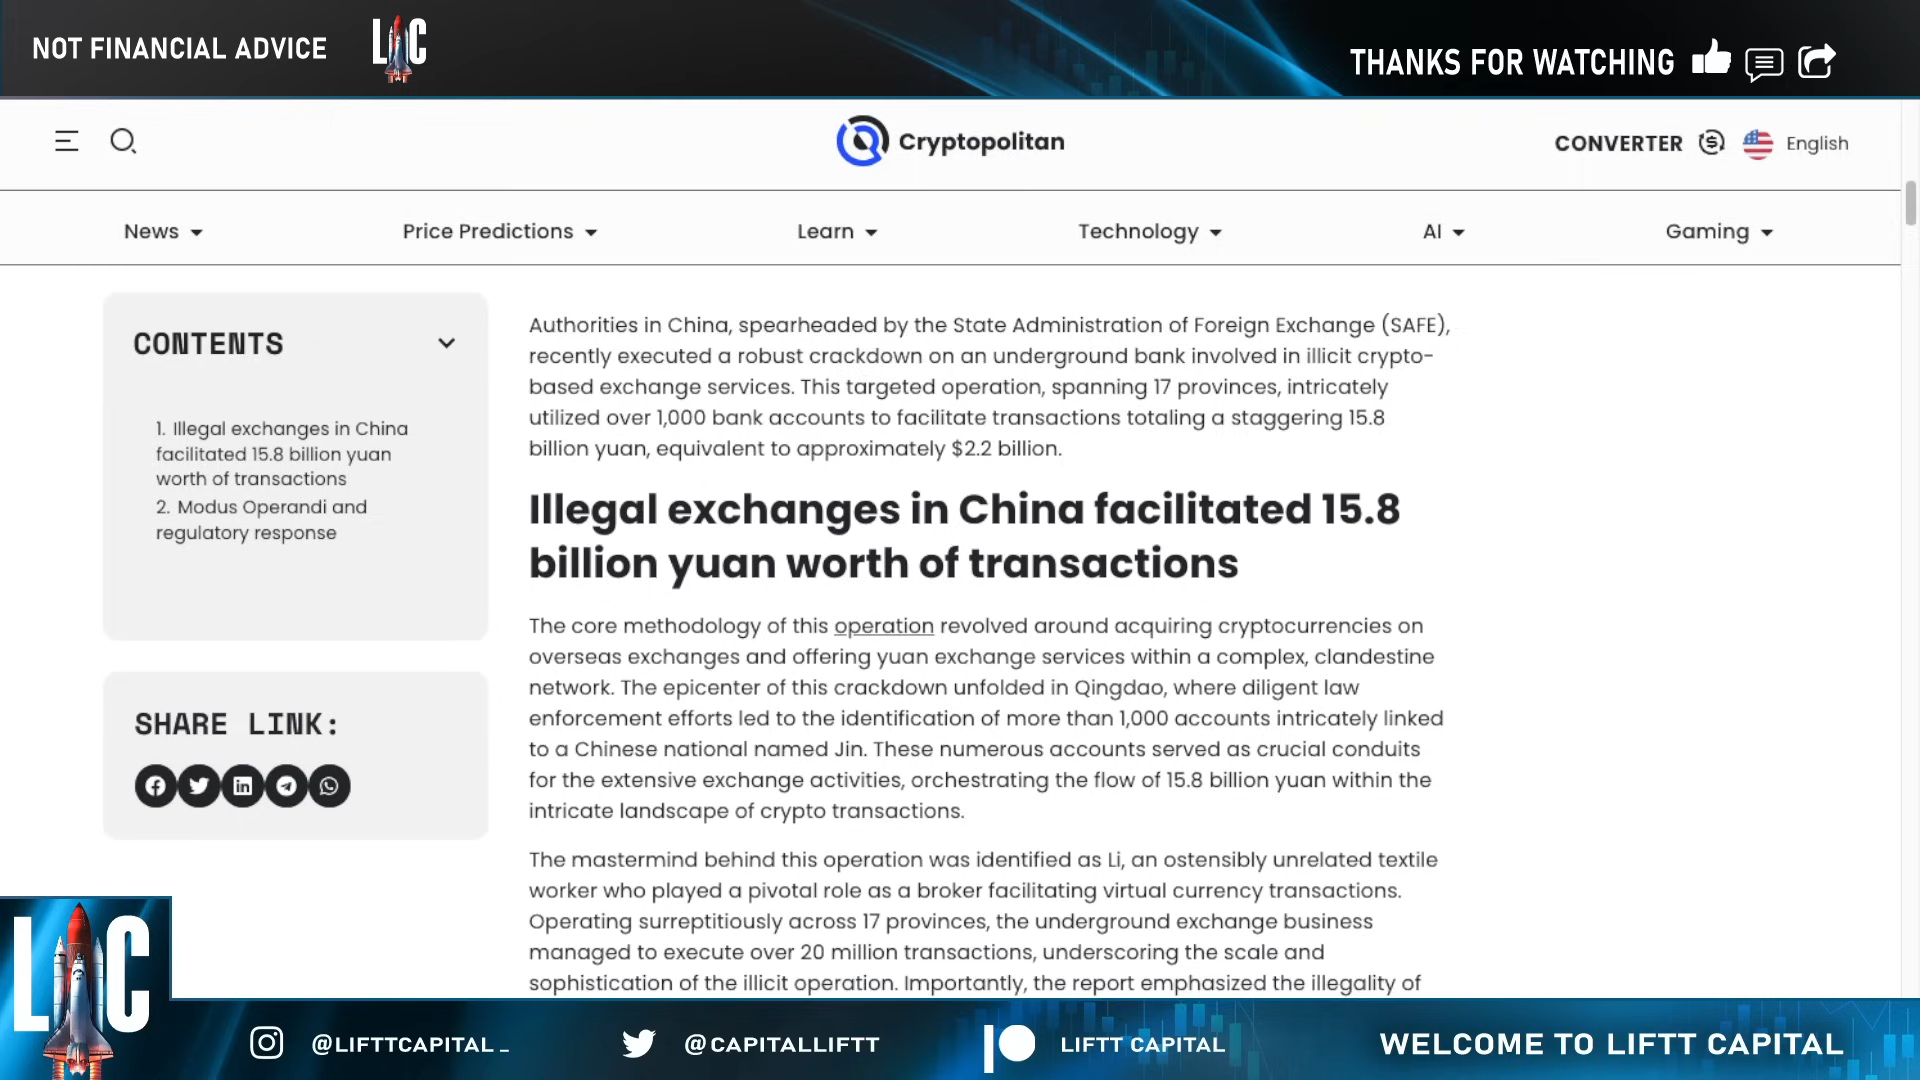 NOT FINANCIAL ADVICE
LC
THANKS FOR WATCHING
Cryptopolitan
CONVERTER
English
News
Price Predictions
Learn
Technology
AI
Gaming
CONTENTS
1. Illegal exchanges in China
facilitated 15.8 billion yuan
worth of transactions
2. Modus Operandi and
regulatory response
SHARE LINK:
Authorities in China, spearheaded by the State Administration of Foreign Exchange (SAFE),
recently executed a robust crackdown on an underground bank involved in illicit crypto-
based exchange services. This targeted operation, spanning 17 provinces, intricately
utilized over 1,000 bank accounts to facilitate transactions totaling a staggering 15.8
billion yuan, equivalent to approximately $2.2 billion.
Illegal exchanges in China facilitated 15.8
billion yuan worth of transactions
The core methodology of this operation revolved around acquiring cryptocurrencies on
overseas exchanges and offering yuan exchange services within a complex, clandestine
network. The epicenter of this crackdown unfolded in Qingdao, where diligent law
enforcement efforts led to the identification of more than 1,000 accounts intricately linked
to a Chinese national named Jin. These numerous accounts served as crucial conduits
for the extensive exchange activities, orchestrating the flow of 15.8 billion yuan within the
intricate landscape of crypto transactions.
The mastermind behind this operation was identified as Li, an ostensibly unrelated textile
worker who played a pivotal role as a broker facilitating virtual currency transactions.
Operating surreptitiously across 17 provinces, the underground exchange business
managed to execute over 20 million transactions, underscoring the scale and
sophistication of the illicit operation. Importantly, the report emphasized the illegality of
LC
@LIFTTCAPITAL_
@CAPITALLIFTT
LIFTT CAPITAL
WELCOME TO LIFTT CAPITAL